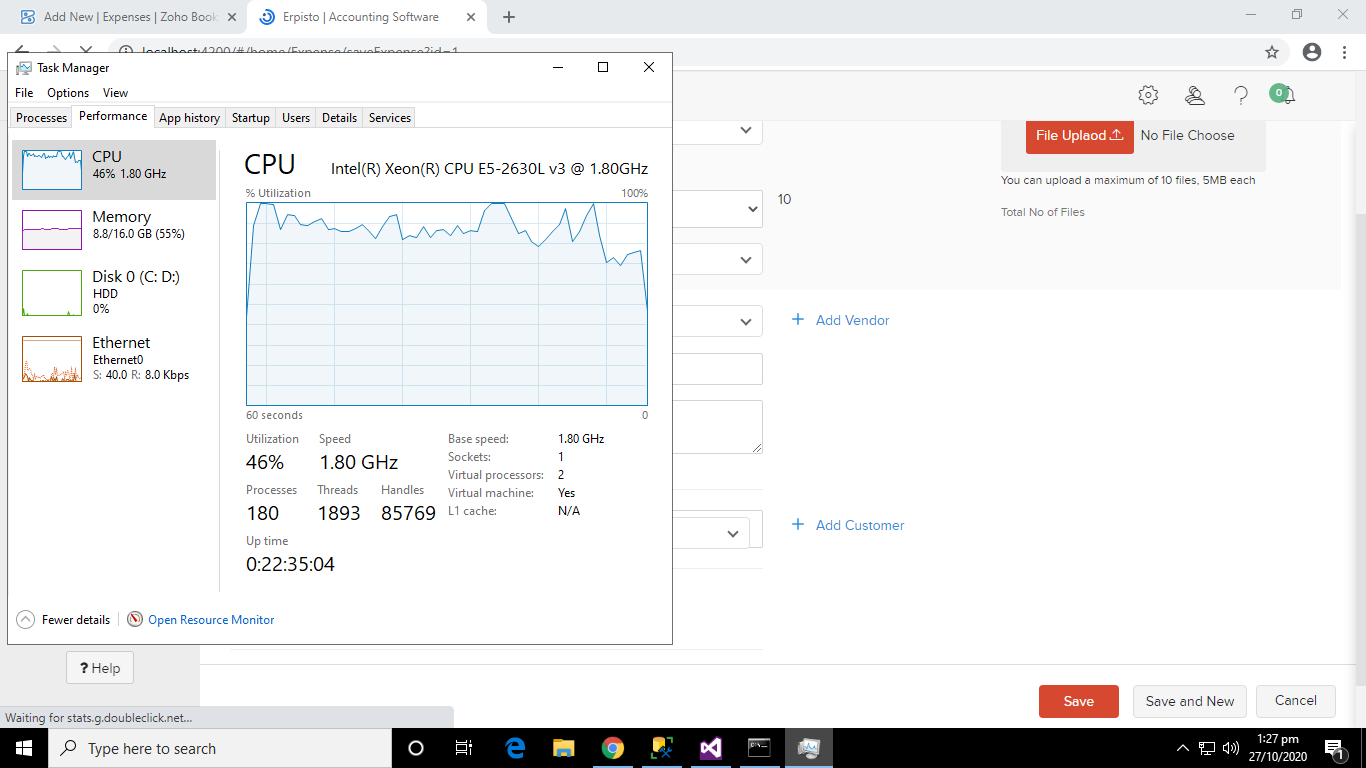 Add New | Expenses | Zoho Book
Erpisto | Accounting Software
localhost:4200/#/home/Expense/saveExpense?id=1
Task Manager
File Options View
Processes Performance App history Startup Users Details Services
CPU
46% 1.80 GHz
Memory
8.8/16.0 GB (55%)
Disk 0 (C: D:)
HDD
0%
Ethernet
Ethernet0
S: 40.0 R: 8.0 Kbps
CPU Intel(R) Xeon(R) CPU E5-2630L v3 @ 1.80GHz
% Utilization 100%
60 seconds 0
Utilization Speed
46% 1.80 GHz
Processes Threads Handles
180 1893 85769
Up time
0:22:35:04
Base speed: 1.80 GHz
Sockets: 1
Virtual processors: 2
Virtual machine: Yes
L1 cache: N/A
Fewer details Open Resource Monitor
0
File Uplaod No File Choose
You can upload a maximum of 10 files, 5MB each
Total No of Files
10
+ Add Vendor
+ Add Customer
? Help
Save Save and New Cancel
Waiting for stats.g.doubleclick.net...
Type here to search
1:27 pm
27/10/2020
1